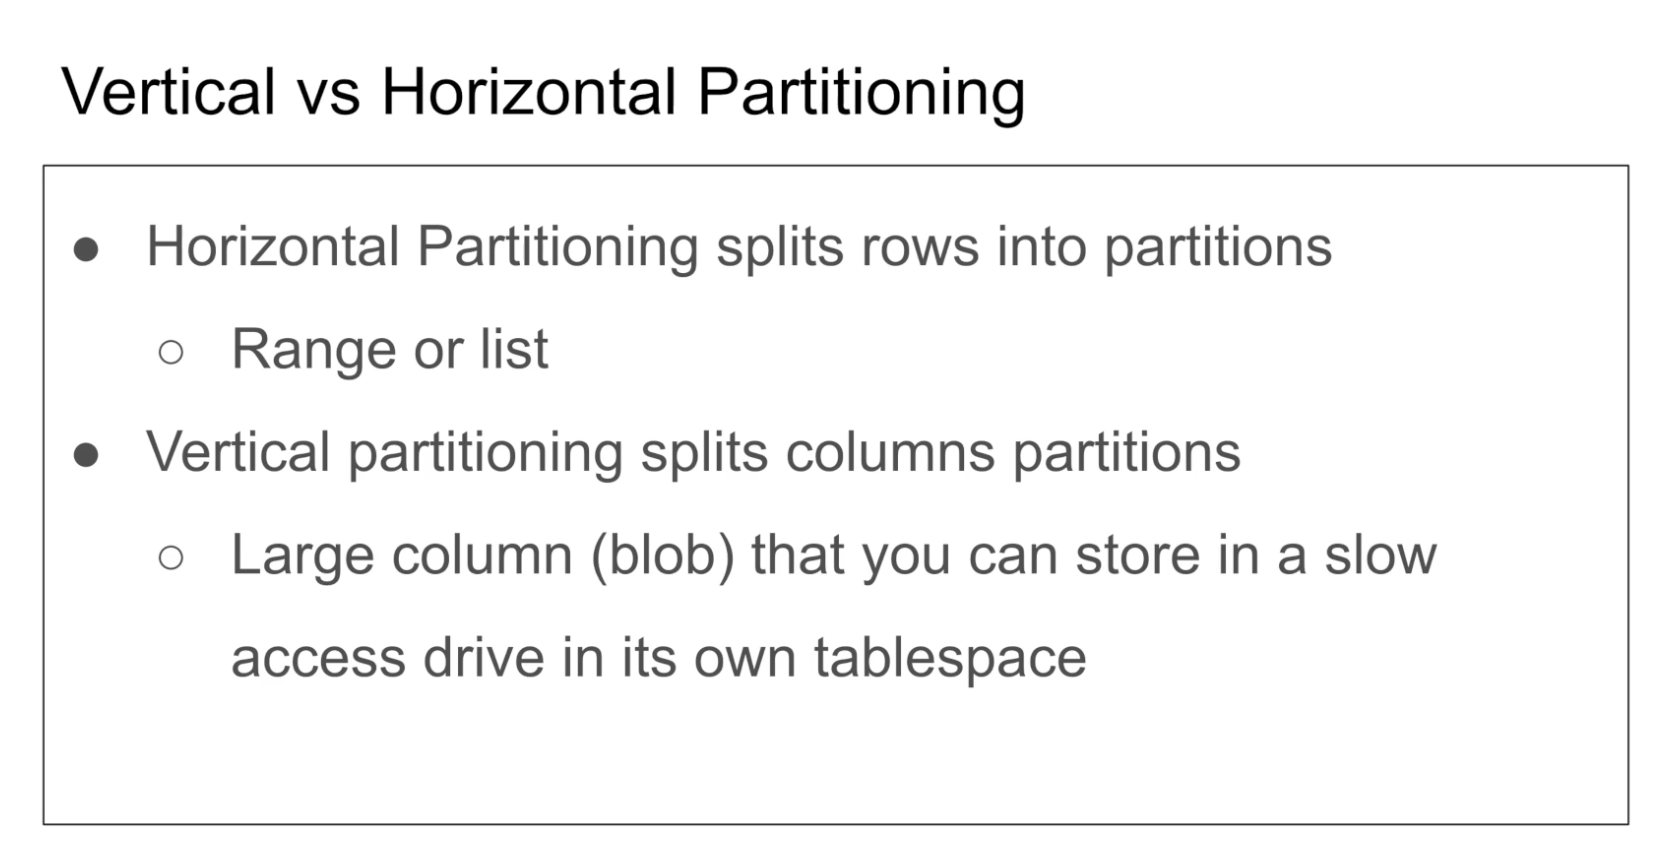 Vertical vs Horizontal Partitioning
● Horizontal Partitioning splits rows into partitions
○ Range or list
● Vertical partitioning splits columns partitions
○ Large column (blob) that you can store in a slow
access drive in its own tablespace